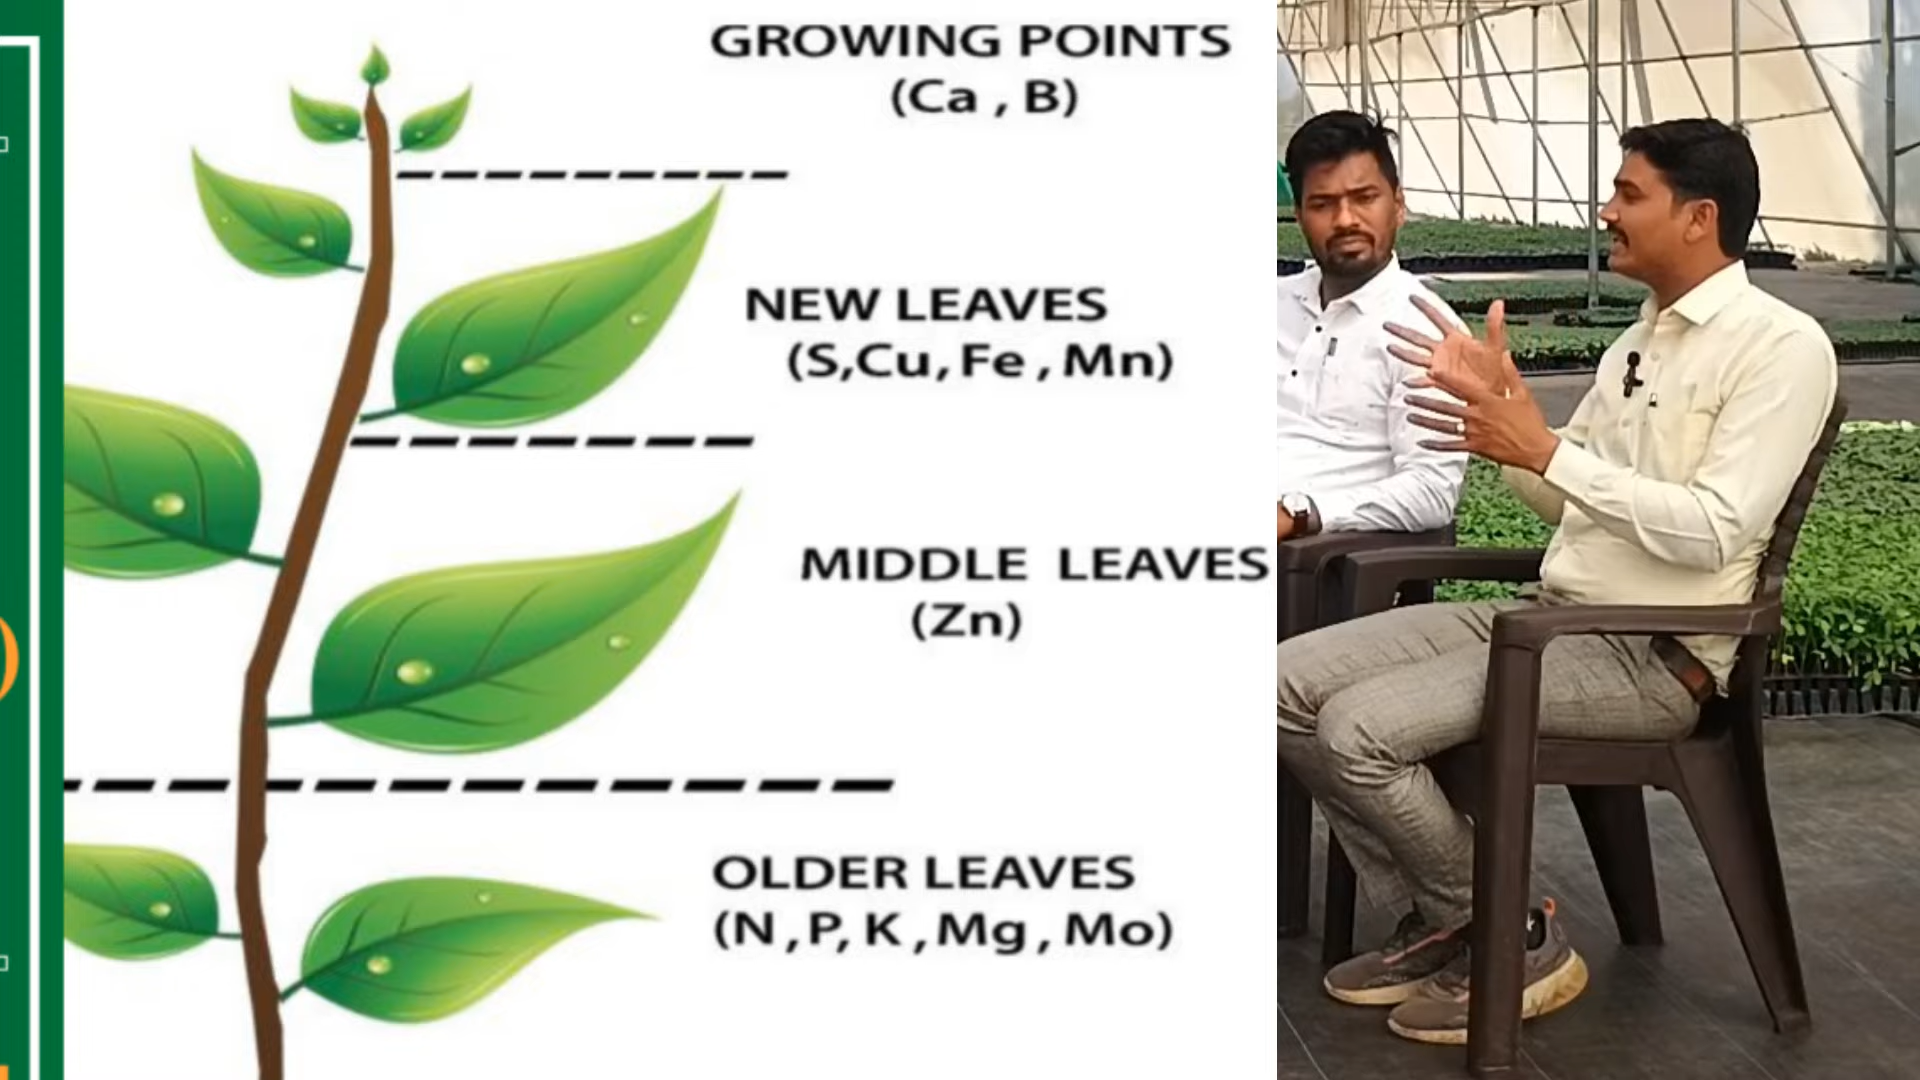 GROWING POINTS
(Ca , B)
NEW LEAVES
(S,Cu, Fe , Mn)
MIDDLE LEAVES
(Zn)
OLDER LEAVES
(N , P, K , Mg , Mo)